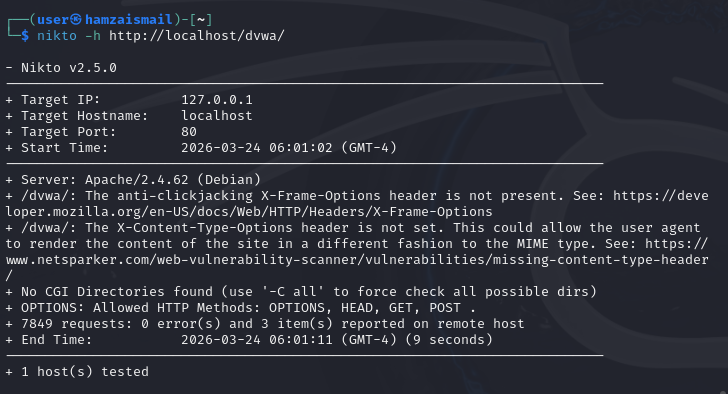 ┌──(user㉿hamzaismail)-[~]
└─$ nikto -h http://localhost/dvwa/
- Nikto v2.5.0
---------------------------------------------------------------------------
+ Target IP:          127.0.0.1
+ Target Hostname:    localhost
+ Target Port:        80
+ Start Time:         2026-03-24 06:01:02 (GMT-4)
---------------------------------------------------------------------------
+ Server: Apache/2.4.62 (Debian)
+ /dvwa/: The anti-clickjacking X-Frame-Options header is not present. See: https://deve
loper.mozilla.org/en-US/docs/Web/HTTP/Headers/X-Frame-Options
+ /dvwa/: The X-Content-Type-Options header is not set. This could allow the user agent
to render the content of the site in a different fashion to the MIME type. See: https://
www.netsparker.com/web-vulnerability-scanner/vulnerabilities/missing-content-type-header
/
+ No CGI Directories found (use '-C all' to force check all possible dirs)
+ OPTIONS: Allowed HTTP Methods: OPTIONS, HEAD, GET, POST .
+ 7849 requests: 0 error(s) and 3 item(s) reported on remote host
+ End Time:           2026-03-24 06:01:11 (GMT-4) (9 seconds)
---------------------------------------------------------------------------
+ 1 host(s) tested